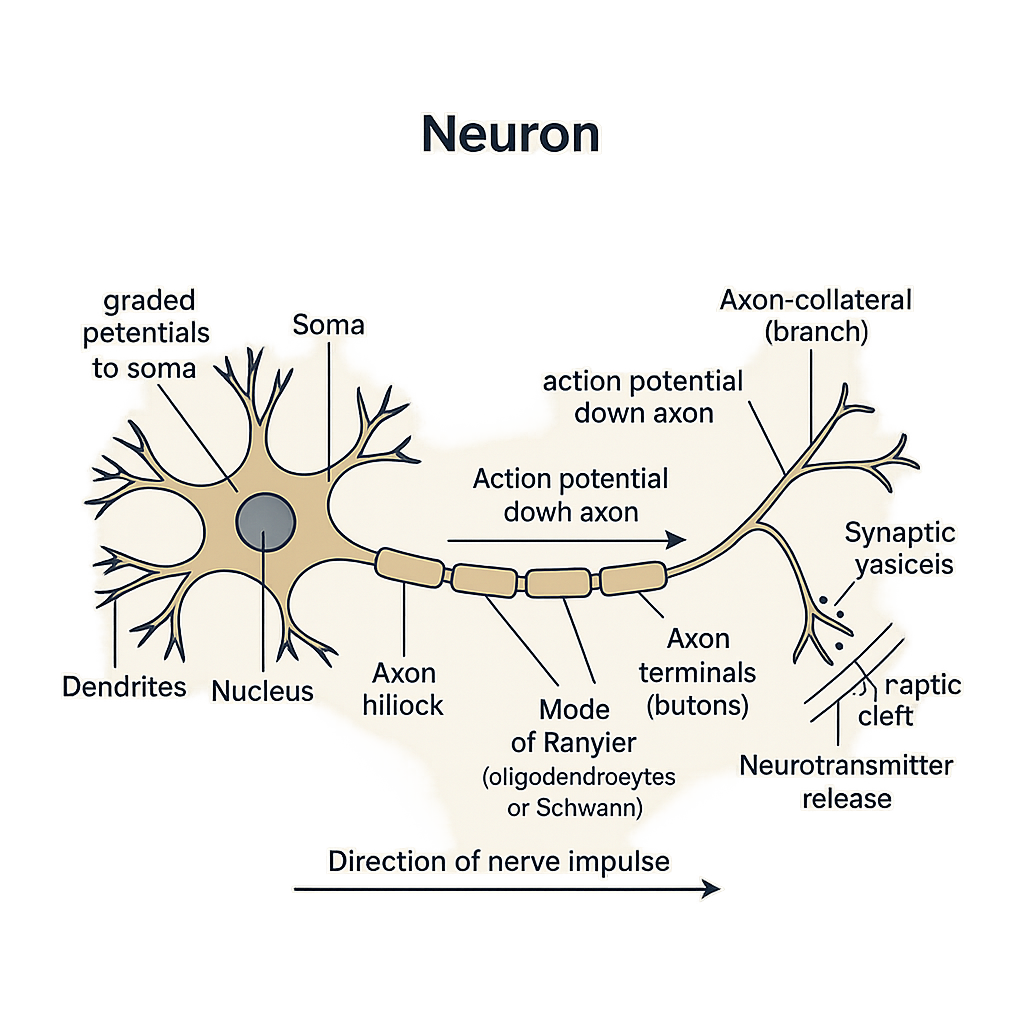 Neuron
graded
petentials
to soma
Soma
Axon-collateral
(branch)
action potential
down axon
Action potential
dowh axon
Synaptic
yasiceis
Dendrites
Nucleus
Axon
hiliock
Mode
of Ranyier
(oligodendroeytes
or Schwann)
Axon
terminals
(butons)
raptic
cleft
Neurotransmitter
release
Direction of nerve impulse